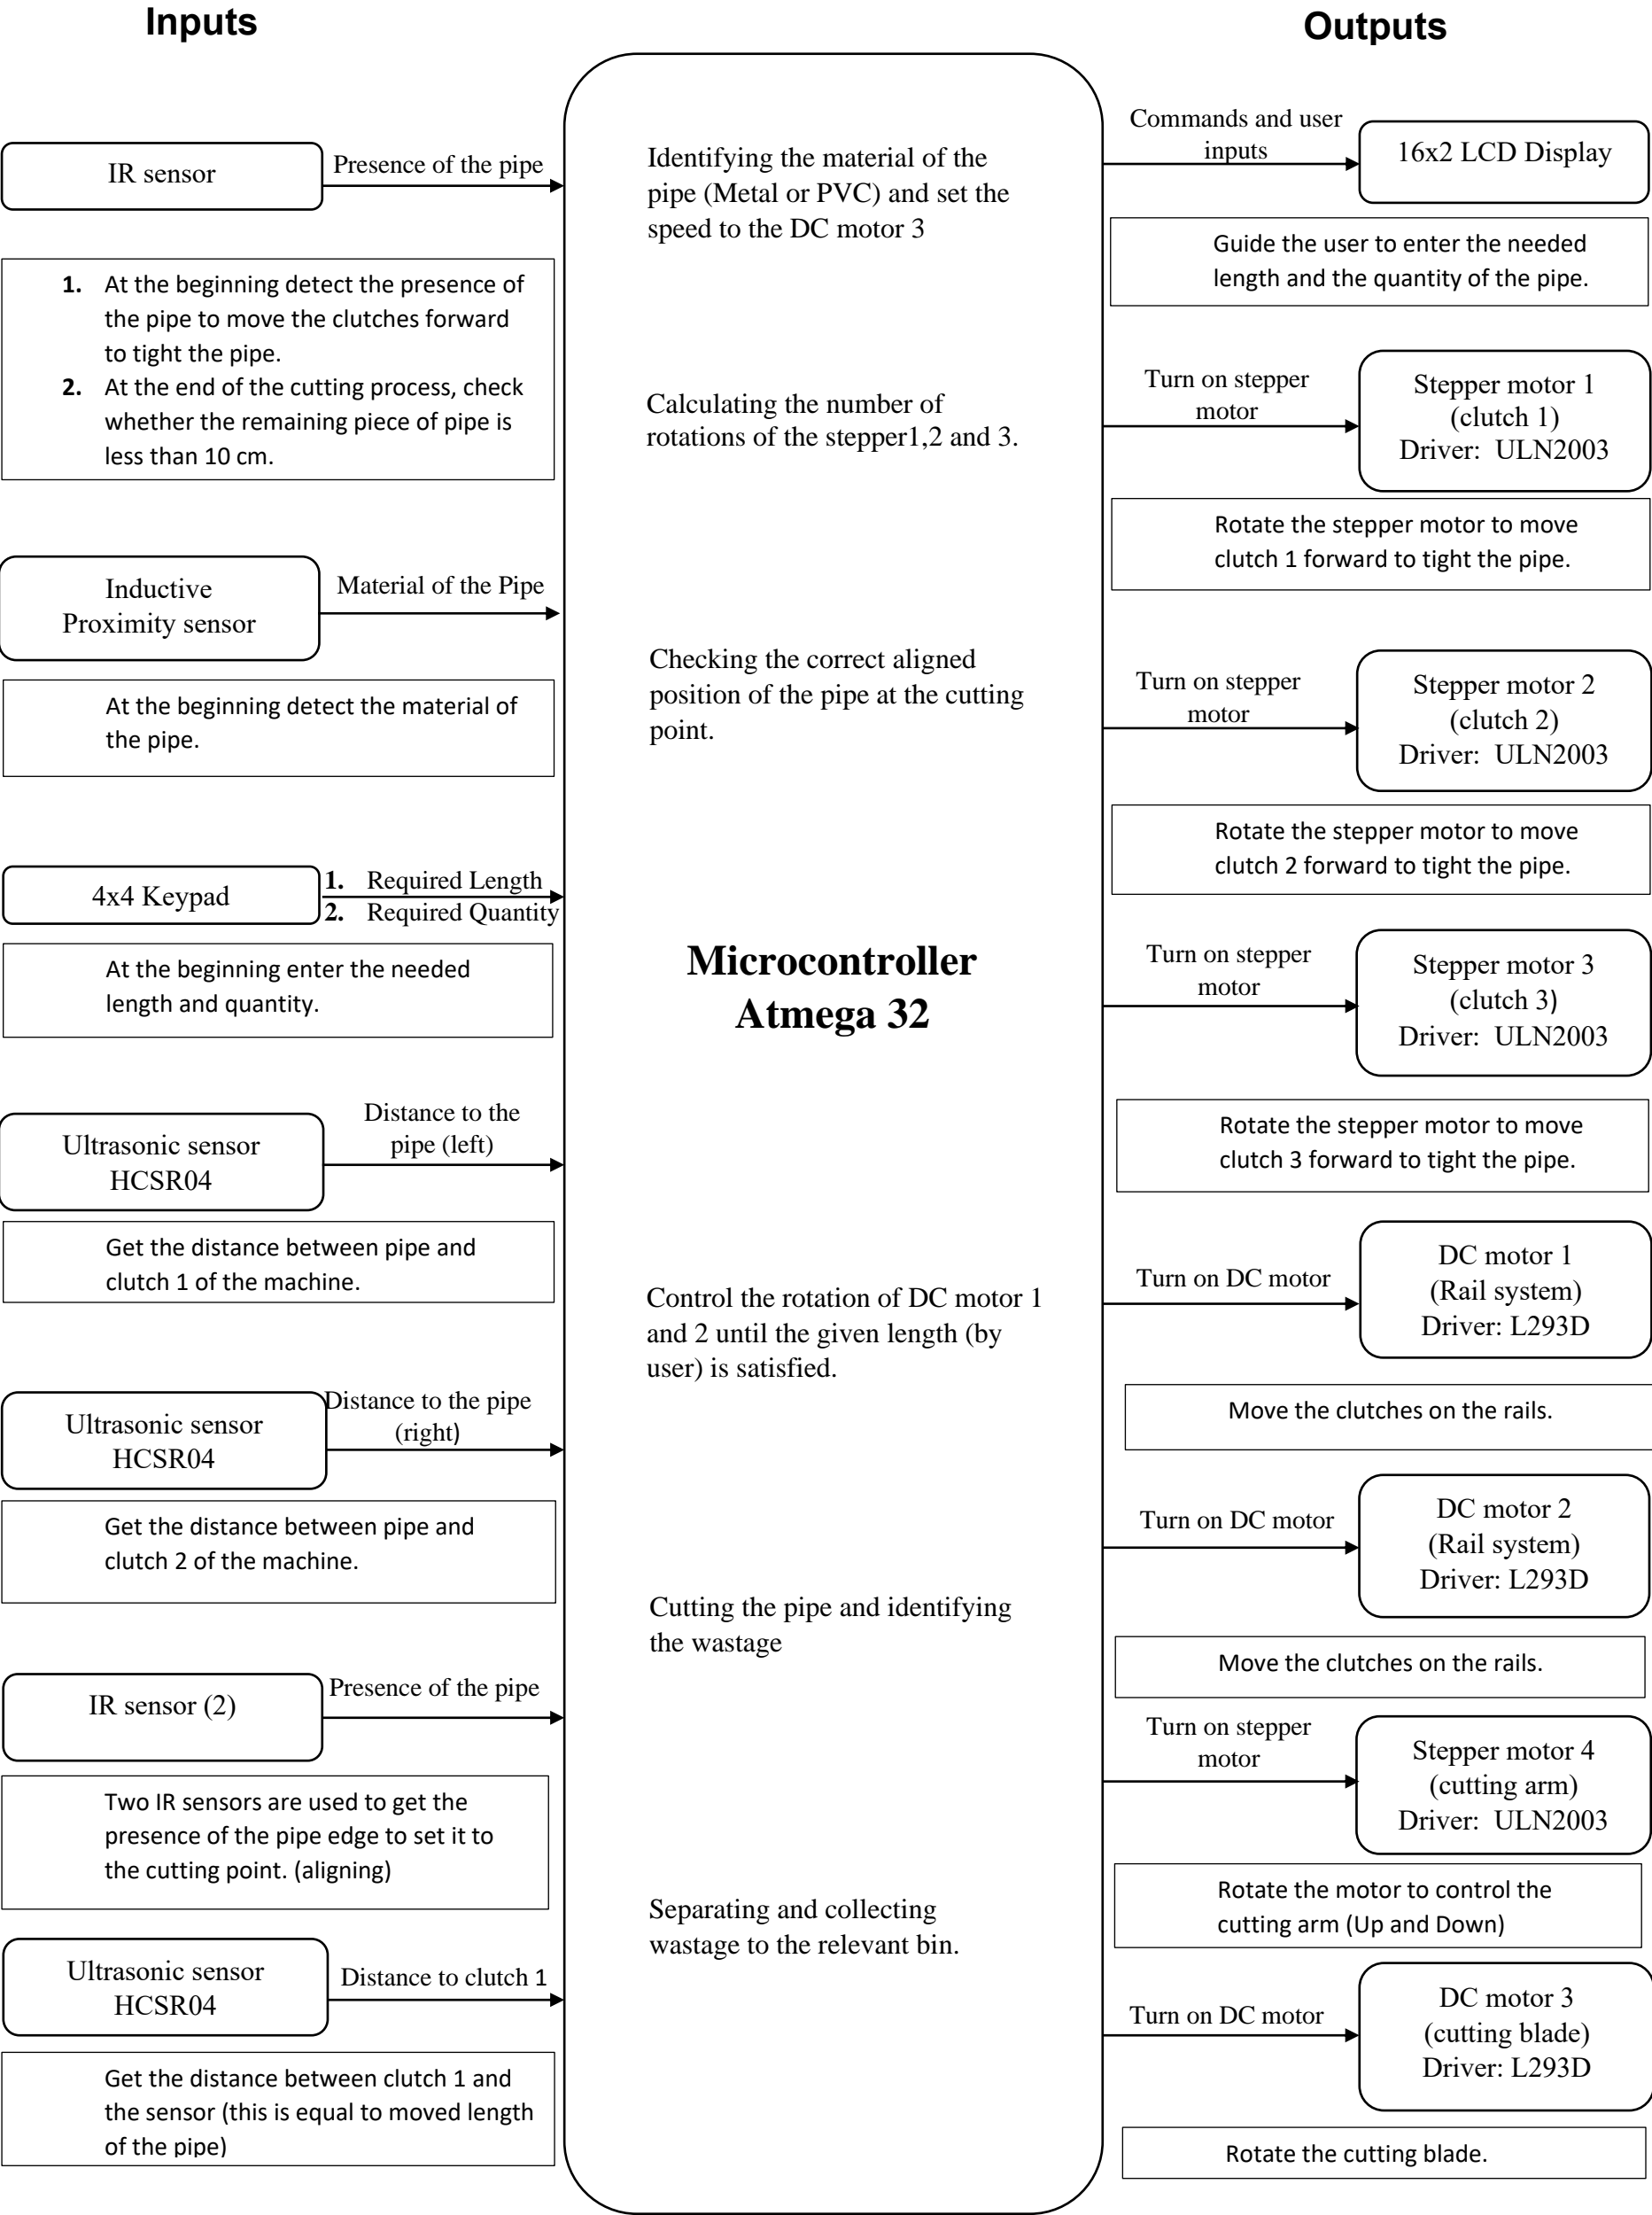 Inputs
IR sensor
Presence of the pipe
1. At the beginning detect the presence of
the pipe to move the clutches forward
to tight the pipe.
2. At the end of the cutting process, check
whether the remaining piece of pipe is
less than 10 cm.
Inductive
Proximity sensor
Material of the Pipe
At the beginning detect the material of
the pipe.
4x4 Keypad
1. Required Length
2. Required Quantity
At the beginning enter the needed
length and quantity.
Ultrasonic sensor
HCSR04
Distance to the
pipe (left)
Get the distance between pipe and
clutch 1 of the machine.
Ultrasonic sensor
HCSR04
Distance to the pipe
(right)
Get the distance between pipe and
clutch 2 of the machine.
IR sensor (2)
Presence of the pipe
Two IR sensors are used to get the
presence of the pipe edge to set it to
the cutting point. (aligning)
Ultrasonic sensor
HCSR04
Distance to clutch 1
Get the distance between clutch 1 and
the sensor (this is equal to moved length
of the pipe)
Identifying the material of the
pipe (Metal or PVC) and set the
speed to the DC motor 3
Calculating the number of
rotations of the stepper1,2 and 3.
Checking the correct aligned
position of the pipe at the cutting
point.
Microcontroller
Atmega 32
Control the rotation of DC motor 1
and 2 until the given length (by
user) is satisfied.
Cutting the pipe and identifying
the wastage
Separating and collecting
wastage to the relevant bin.
Outputs
Commands and user
inputs
16x2 LCD Display
Guide the user to enter the needed
length and the quantity of the pipe.
Turn on stepper
motor
Stepper motor 1
(clutch 1)
Driver: ULN2003
Rotate the stepper motor to move
clutch 1 forward to tight the pipe.
Turn on stepper
motor
Stepper motor 2
(clutch 2)
Driver: ULN2003
Rotate the stepper motor to move
clutch 2 forward to tight the pipe.
Turn on stepper
motor
Stepper motor 3
(clutch 3)
Driver: ULN2003
Rotate the stepper motor to move
clutch 3 forward to tight the pipe.
Turn on DC motor
DC motor 1
(Rail system)
Driver: L293D
Move the clutches on the rails.
Turn on DC motor
DC motor 2
(Rail system)
Driver: L293D
Move the clutches on the rails.
Turn on stepper
motor
Stepper motor 4
(cutting arm)
Driver: ULN2003
Rotate the motor to control the
cutting arm (Up and Down)
Turn on DC motor
DC motor 3
(cutting blade)
Driver: L293D
Rotate the cutting blade.